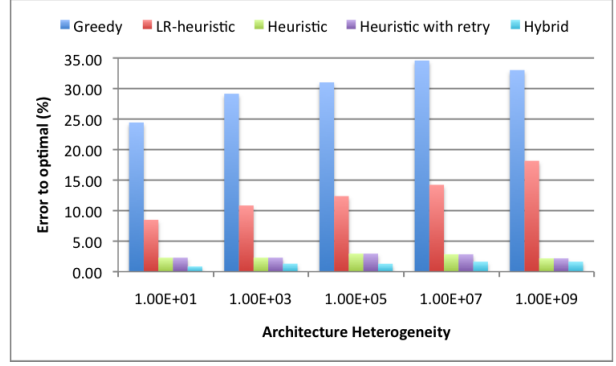 Greedy LR-heuristic Heuristic Heuristic with retry Hybrid
35.00
30.00
25.00
20.00
15.00
10.00
5.00
0.00
Error to optimal (%)
1.00E+01 1.00E+03 1.00E+05 1.00E+07 1.00E+09
Architecture Heterogeneity